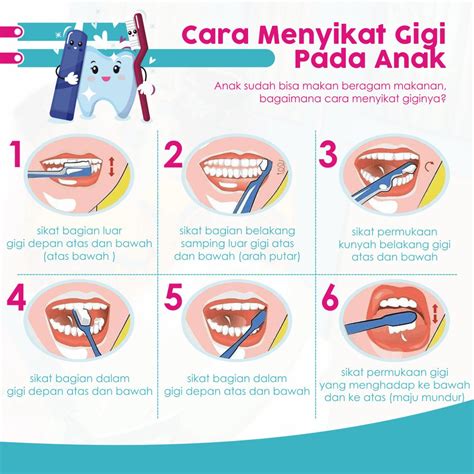 Cara Menyikat Gigi
Pada Anak
Anak sudah bisa makan beragam makanan,
bagaimana cara menyikat giginya?
1
sikat bagian luar
gigi depan atas dan bawah
(atas bawah )
2
sikat bagian belakang
samping luar gigi atas
dan bawah (arah putar)
3
sikat permukaan
kunyah belakang gigi
atas dan bawah
4
sikat bagian dalam
gigi depan atas dan bawah
5
sikat bagian dalam
gigi depan atas dan bawah
6
sikat permukaan gigi
yang menghadap ke bawah
dan ke atas (maju mundur)